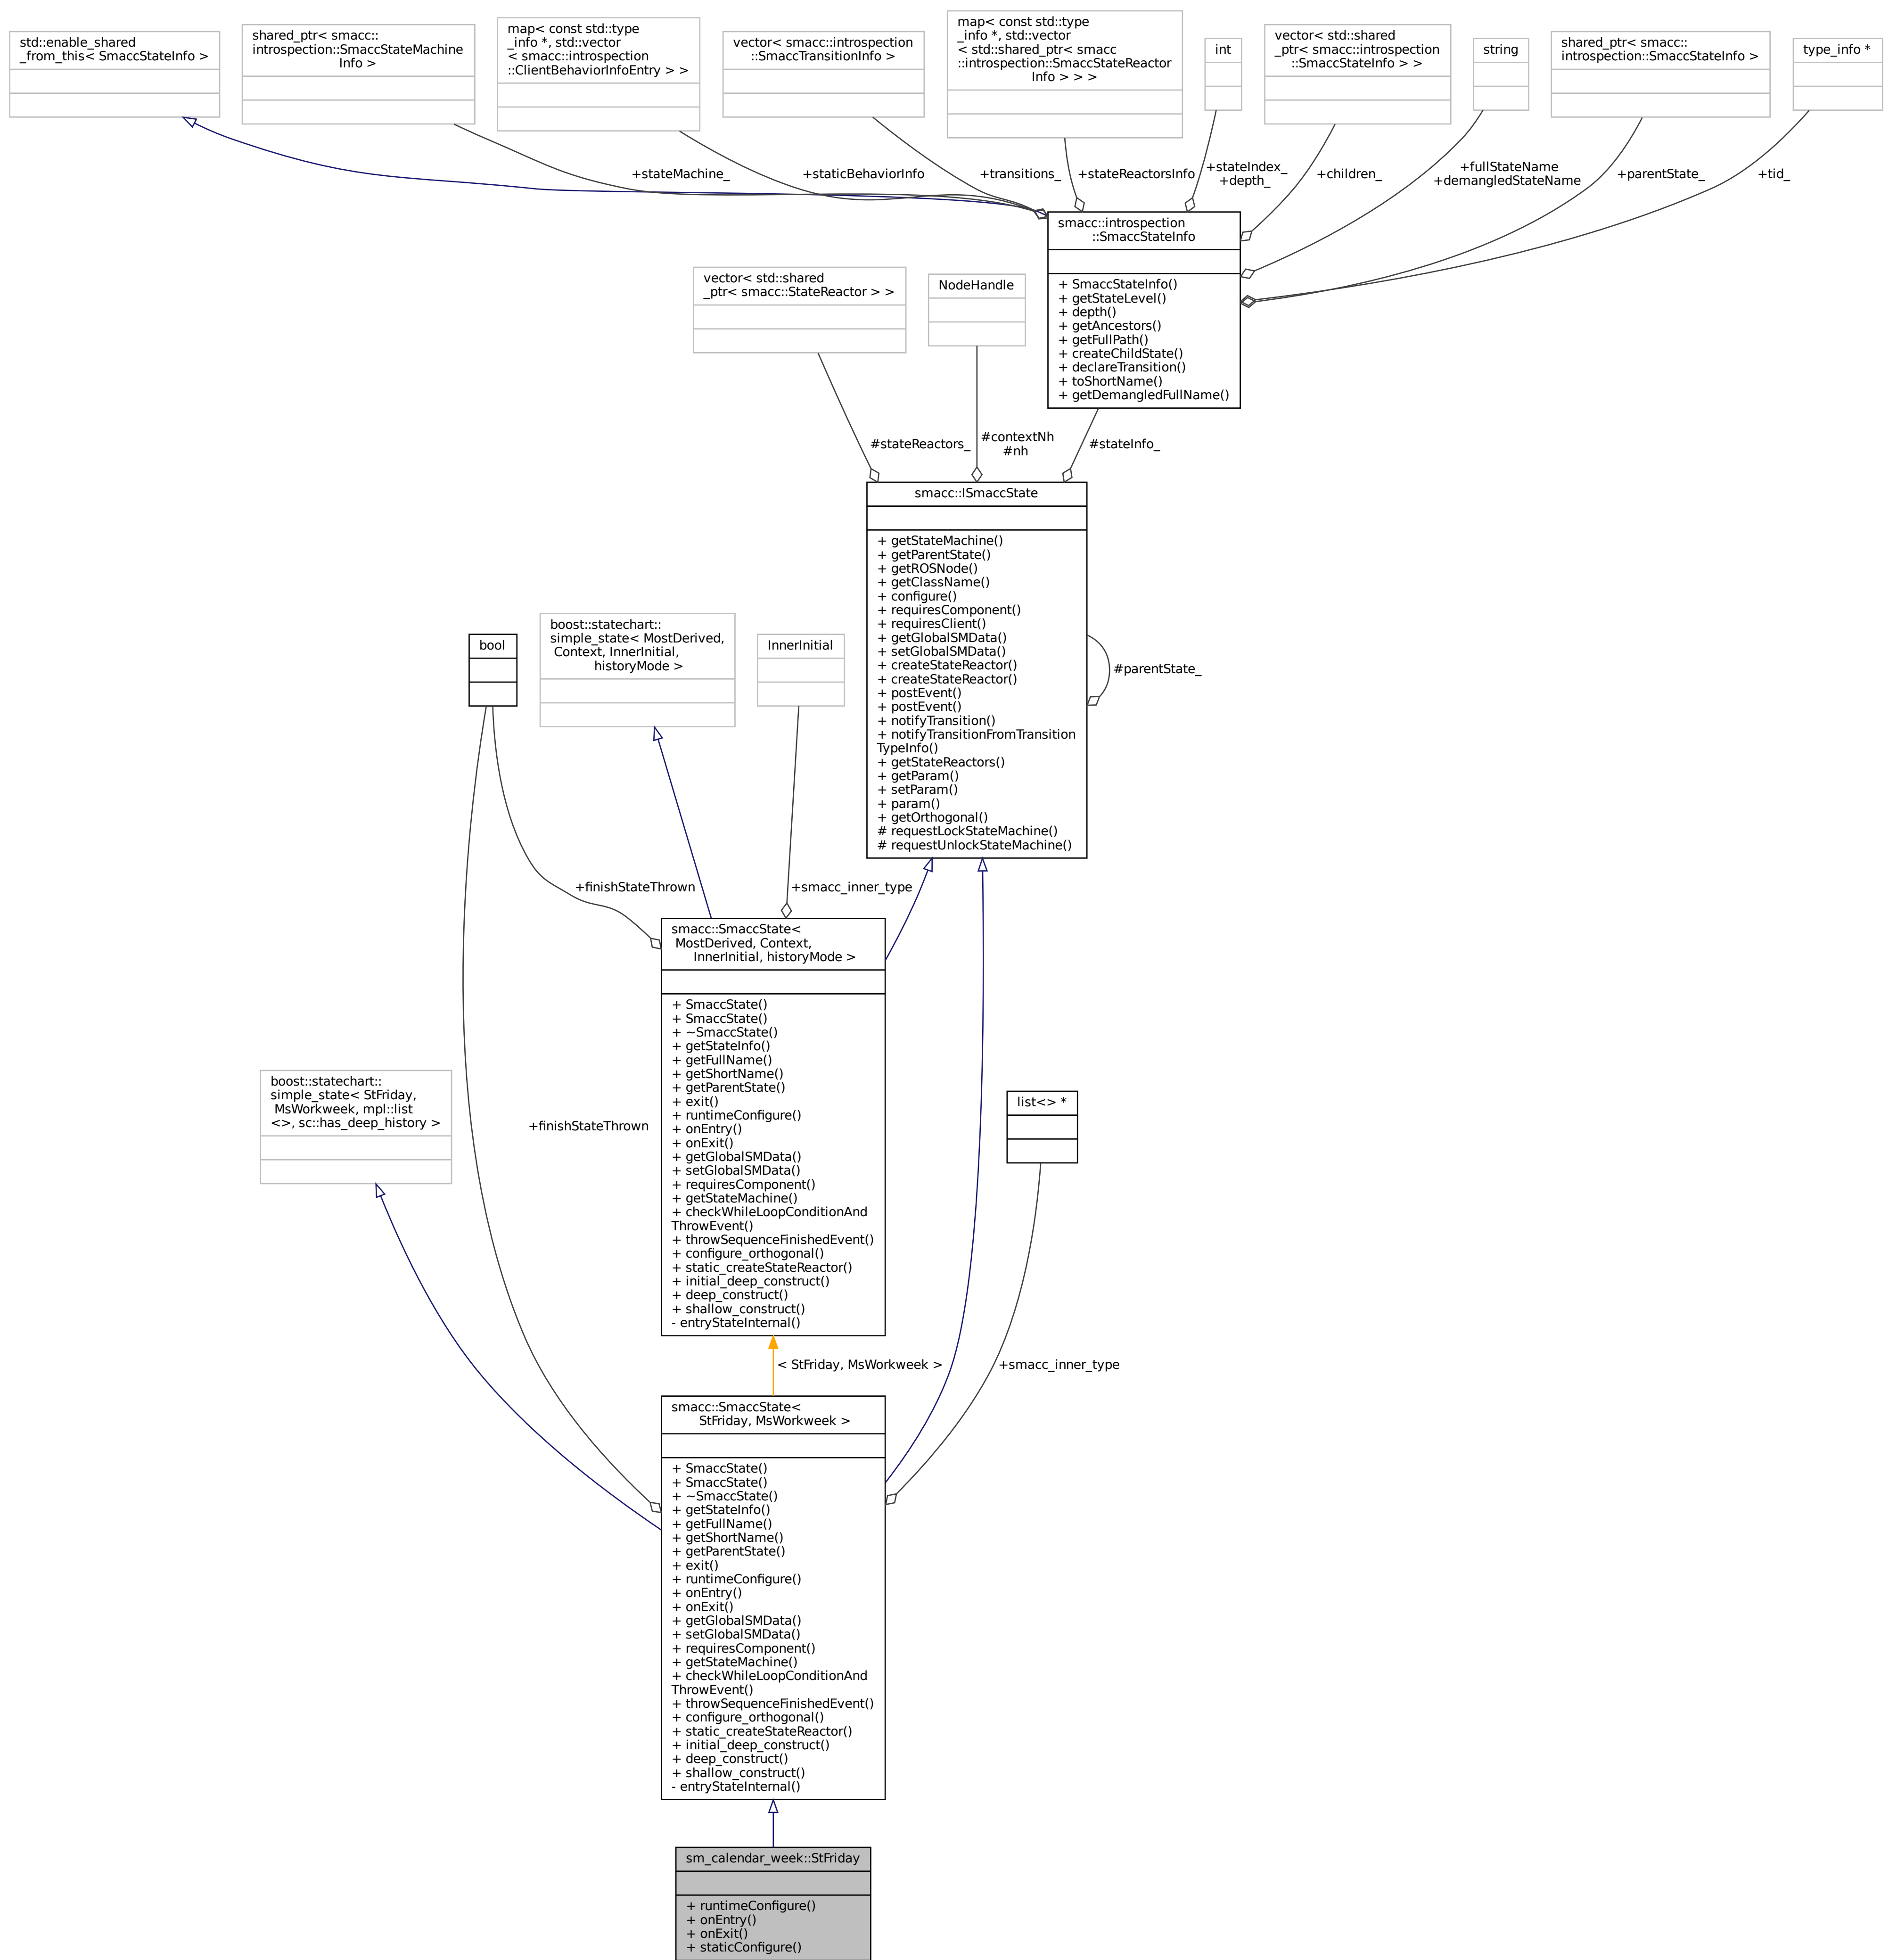 std::enable_shared
_from_this< SmaccStateInfo >
shared_ptr< smacc::
introspection::SmaccStateMachine
Info >
map< const std::type
_info *, std::vector
< smacc::introspection
::ClientBehaviorInfoEntry > >
vector< smacc::introspection
::SmaccTransitionInfo >
map< const std::type
_info *, std::vector
< std::shared_ptr< smacc
::introspection::SmaccStateReactor
Info > > >
int
vector< std::shared
_ptr< smacc::introspection
::SmaccStateInfo > >
string
shared_ptr< smacc::
introspection::SmaccStateInfo >
type_info *
+stateMachine_
+staticBehaviorInfo
+transitions_
+stateReactorsInfo
+stateIndex_
+depth_
+children_
+fullStateName
+demangledStateName
+parentState_
+tid_
smacc::introspection
::SmaccStateInfo
+ SmaccStateInfo()
+ getStateLevel()
+ depth()
+ getAncestors()
+ getFullPath()
+ createChildState()
+ declareTransition()
+ toShortName()
+ getDemangledFullName()
vector< std::shared
_ptr< smacc::StateReactor > >
NodeHandle
#stateReactors_
#contextNh
#nh
#stateInfo_
smacc::ISmaccState
+ getStateMachine()
+ getParentState()
+ getROSNode()
+ getClassName()
+ configure()
+ requiresComponent()
+ requiresClient()
+ getGlobalSMData()
+ setGlobalSMData()
+ createStateReactor()
+ createStateReactor()
+ postEvent()
+ postEvent()
+ notifyTransition()
+ notifyTransitionFromTransition
TypeInfo()
+ getStateReactors()
+ getParam()
+ setParam()
+ param()
+ getOrthogonal()
# requestLockStateMachine()
# requestUnlockStateMachine()
#parentState_
bool
boost::statechart::
simple_state< MostDerived,
Context, InnerInitial,
historyMode >
InnerInitial
+finishStateThrown
+smacc_inner_type
smacc::SmaccState<
MostDerived, Context,
InnerInitial, historyMode >
+ SmaccState()
+ SmaccState()
+ ~SmaccState()
+ getStateInfo()
+ getFullName()
+ getShortName()
+ getParentState()
+ exit()
+ runtimeConfigure()
+ onEntry()
+ onExit()
+ getGlobalSMData()
+ setGlobalSMData()
+ requiresComponent()
+ getStateMachine()
+ checkWhileLoopConditionAnd
ThrowEvent()
+ throwSequenceFinishedEvent()
+ configure_orthogonal()
+ static_createStateReactor()
+ initial_deep_construct()
+ deep_construct()
+ shallow_construct()
- entryStateInternal()
boost::statechart::
simple_state< StFriday,
MsWorkweek, mpl::list
<>, sc::has_deep_history >
+finishStateThrown
list<> *
< StFriday, MsWorkweek >
+smacc_inner_type
smacc::SmaccState<
StFriday, MsWorkweek >
+ SmaccState()
+ SmaccState()
+ ~SmaccState()
+ getStateInfo()
+ getFullName()
+ getShortName()
+ getParentState()
+ exit()
+ runtimeConfigure()
+ onEntry()
+ onExit()
+ getGlobalSMData()
+ setGlobalSMData()
+ requiresComponent()
+ getStateMachine()
+ checkWhileLoopConditionAnd
ThrowEvent()
+ throwSequenceFinishedEvent()
+ configure_orthogonal()
+ static_createStateReactor()
+ initial_deep_construct()
+ deep_construct()
+ shallow_construct()
- entryStateInternal()
sm_calendar_week::StFriday
+ runtimeConfigure()
+ onEntry()
+ onExit()
+ staticConfigure()